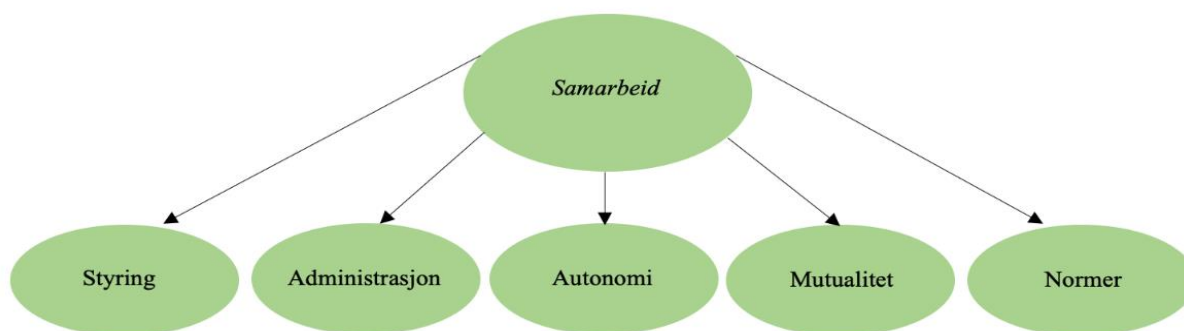 Samarbeid
Styring
Administrasjon
Autonomi
Mutualitet
Normer